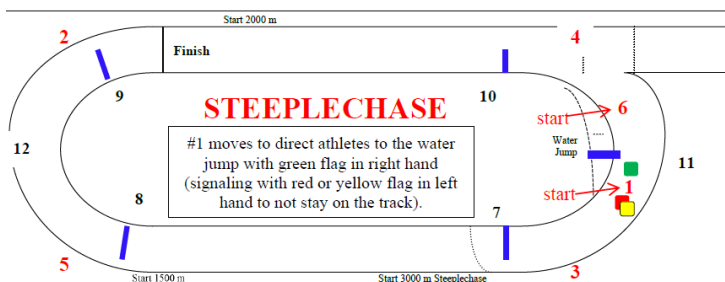 Start 2000 m
2
4
Finish
9
10
STEEPLECHASE
start
6
#1 moves to direct athletes to the water
jump with green flag in right hand
(signaling with red or yellow flag in left
hand to not stay on the track).
Water
Jump
12
11
start
1
8
7
5
3
Start 1500 m
Start 3000 m Steeplechase